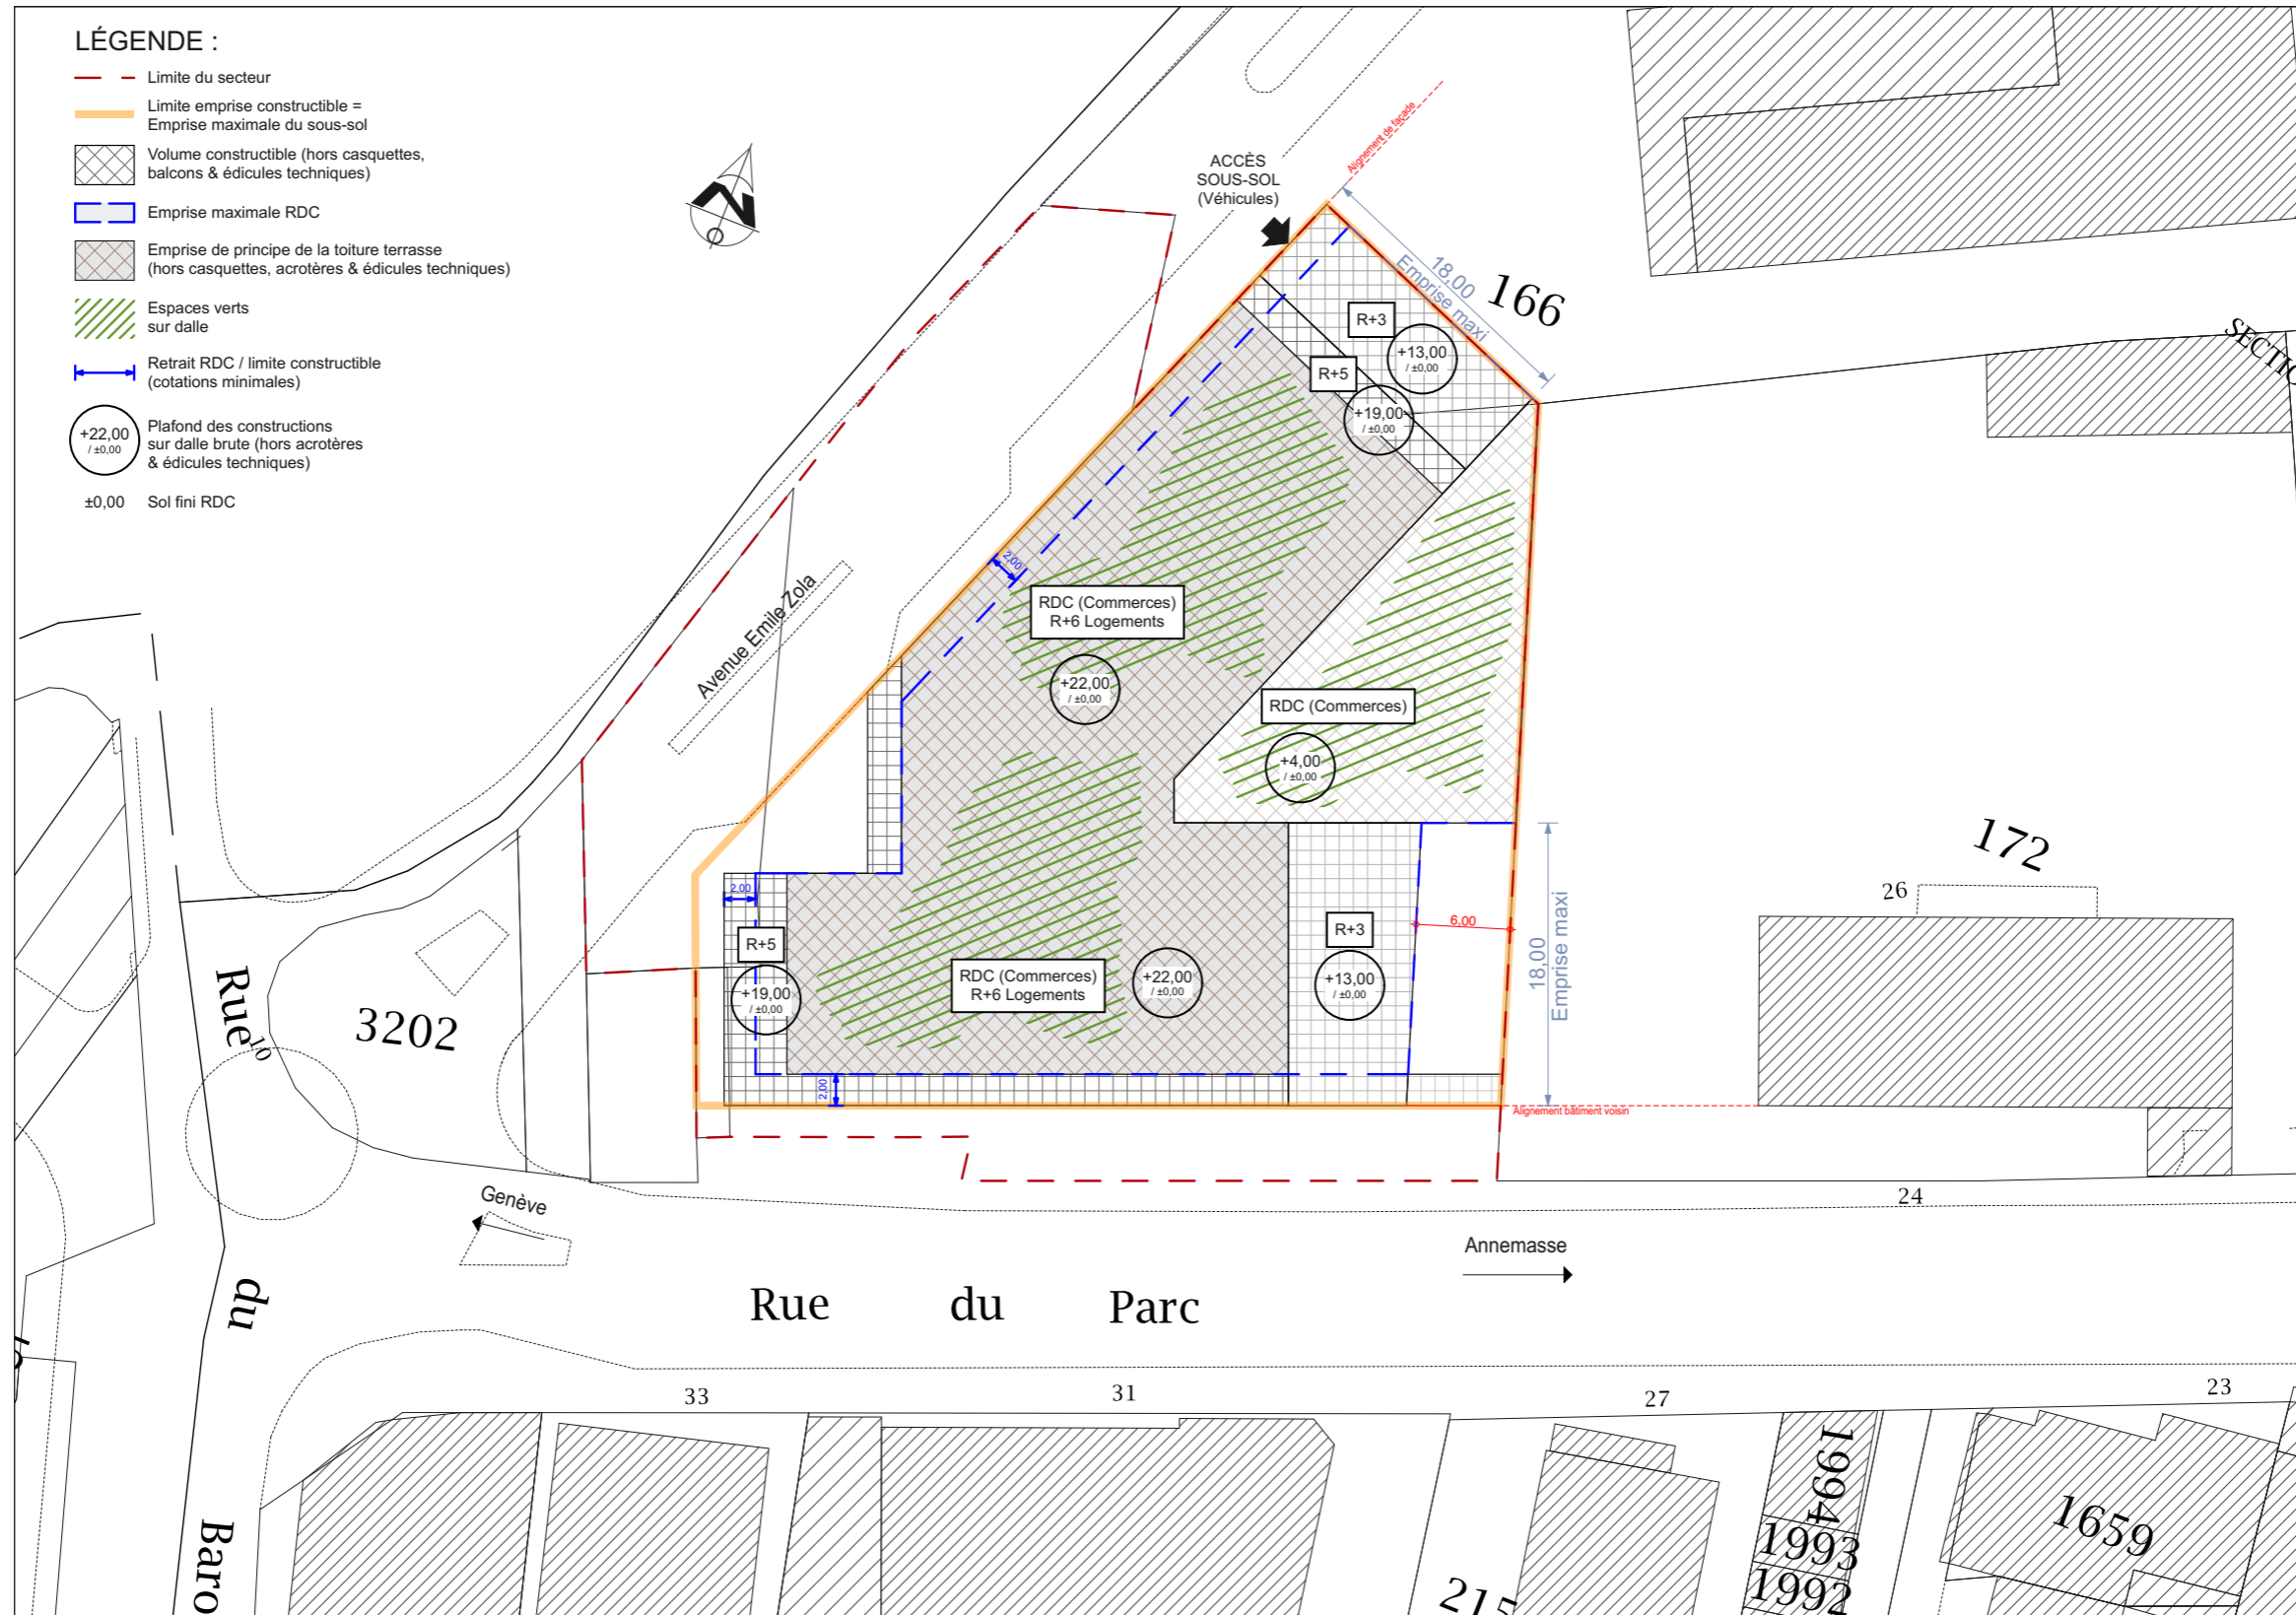 LÉGENDE :
Limite du secteur
Limite emprise constructible =
Emprise maximale du sous-sol
Volume constructible (hors casquettes,
balcons & édicules techniques)
Emprise maximale RDC
Emprise de principe de la toiture terrasse
(hors casquettes, acrotères & édicules techniques)
Espaces verts
sur dalle
Retrait RDC / limite constructible
(cotations minimales)
+22,00
/ ±0,00
Plafond des constructions
sur dalle brute (hors acrotères
& édicules techniques)
±0,00
Sol fini RDC
N
O
ACCÈS
SOUS-SOL
(Véhicules)
Alignement de façade
18,00
Emprise maxi
166
R+3
+13,00
/ ±0,00
R+5
+19,00
/ ±0,00
2,00
RDC (Commerces)
R+6 Logements
+22,00
/ ±0,00
Avenue Emile Zola
RDC (Commerces)
+4,00
/ ±0,00
2,00
R+5
+19,00
/ ±0,00
RDC (Commerces)
R+6 Logements
+22,00
/ ±0,00
R+3
+13,00
/ ±0,00
6,00
18,00
Emprise maxi
2,00
Alignement bâtiment voisin
172
26
24
3202
10
Rue
du
Genève
Annemasse
Rue du Parc
33
31
27
23
215
1994
1993
1992
1659